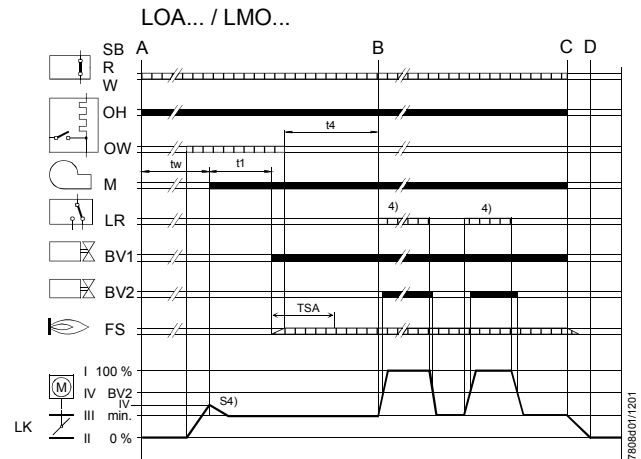 LOA... / LMO...
A B C D
SB
R
W
OH
t4
OW
tw t1
M
4) 4)
LR
BV1
BV2
TSA
FS
I 100 %
M IV BV2
IV S4)
LK III min.
II 0 %
7808d01/1201